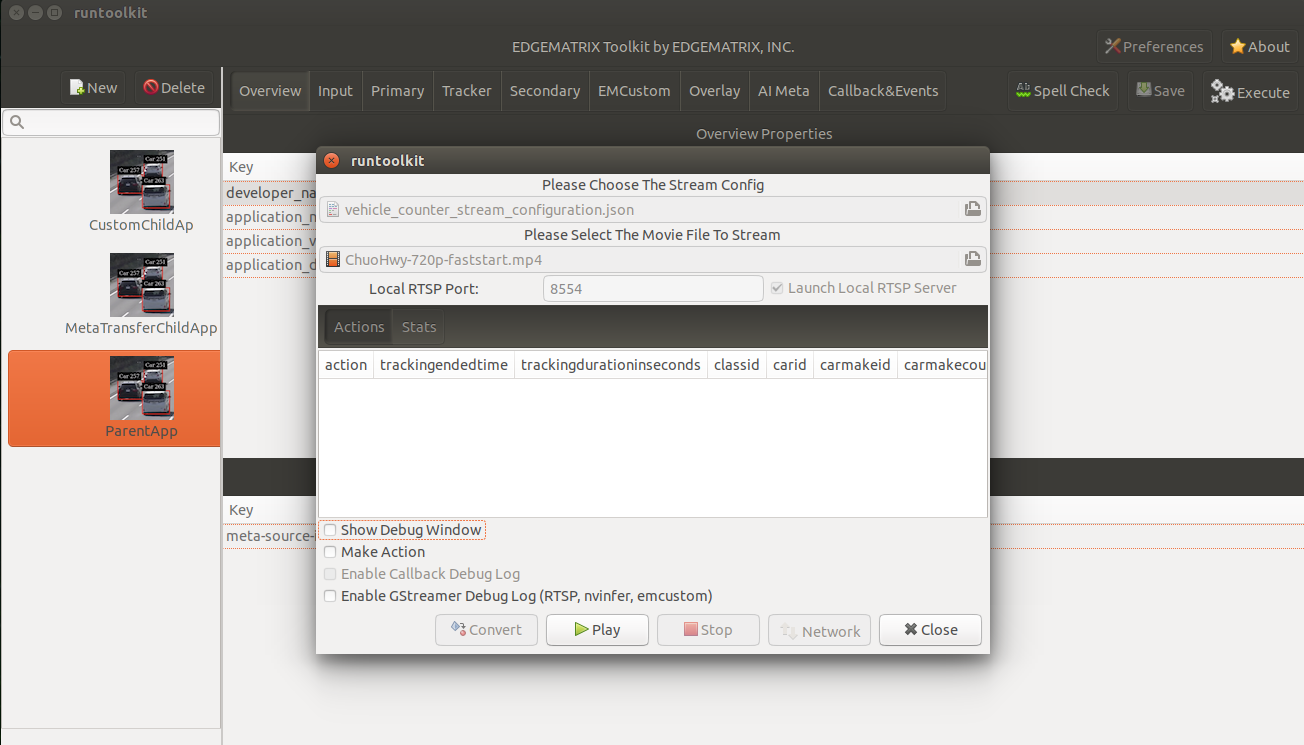 runtoolkit
EDGEMATRIX Toolkit by EDGEMATRIX, INC.
Preferences
About
New
Delete
Overview
Input
Primary
Tracker
Secondary
EMCustom
Overlay
AI Meta
Callback&Events
Spell Check
Save
Execute
Overview Properties
Key
developer_na
application_n
application_v
application_d
Key
meta-source-
Car 251
Car 257
Car 263
CustomChildAp
Car 251
Car 257
Car 263
MetaTransferChildApp
Car 251
Car 257
Car 263
ParentApp
runtoolkit
Please Choose The Stream Config
vehicle_counter_stream_configuration.json
Please Select The Movie File To Stream
ChuoHwy-720p-faststart.mp4
Local RTSP Port:
8554
Launch Local RTSP Server
Actions
Stats
action
trackingendedtime
trackingdurationinseconds
classid
carid
carmakeid
carmakecou
Show Debug Window
Make Action
Enable Callback Debug Log
Enable GStreamer Debug Log (RTSP, nvinfer, emcustom)
Convert
Play
Stop
Network
Close